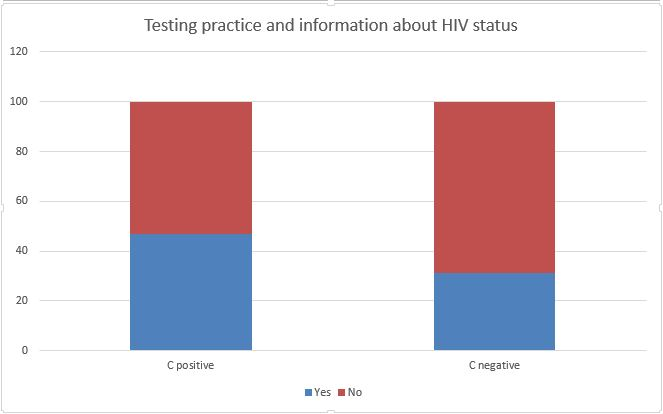 Testing practice and information about HIV status
120
100
80
60
40
20
0
C positive C negative
Yes No